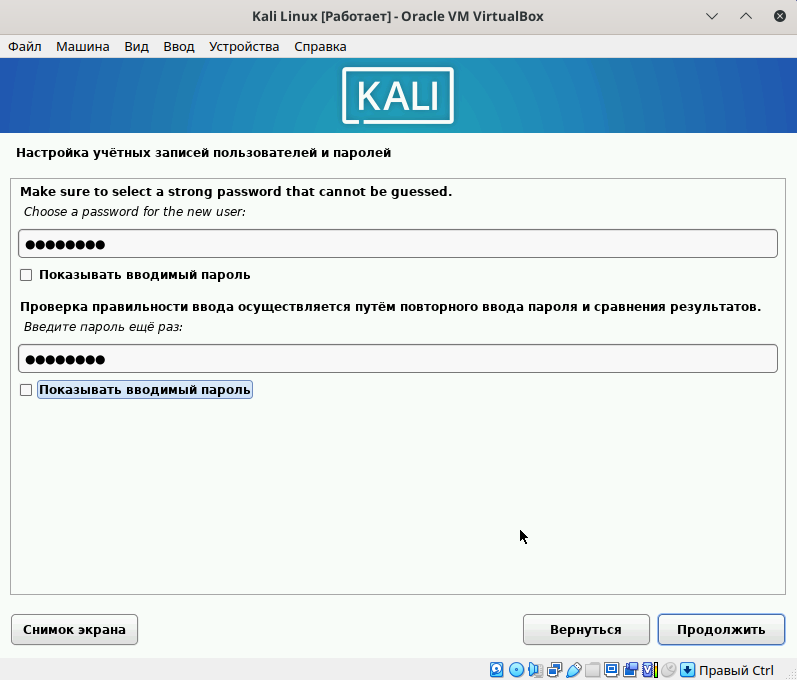 Kali Linux [Работает] - Oracle VM VirtualBox
Файл Машина Вид Ввод Устройства Справка
KALI
Настройка учётных записей пользователей и паролей
Make sure to select a strong password that cannot be guessed.
Choose a password for the new user:
●●●●●●●●
Показывать вводимый пароль
Проверка правильности ввода осуществляется путём повторного ввода пароля и сравнения результатов.
Введите пароль ещё раз:
●●●●●●●●
Показывать вводимый пароль
Снимок экрана Вернуться Продолжить
Правый Ctrl